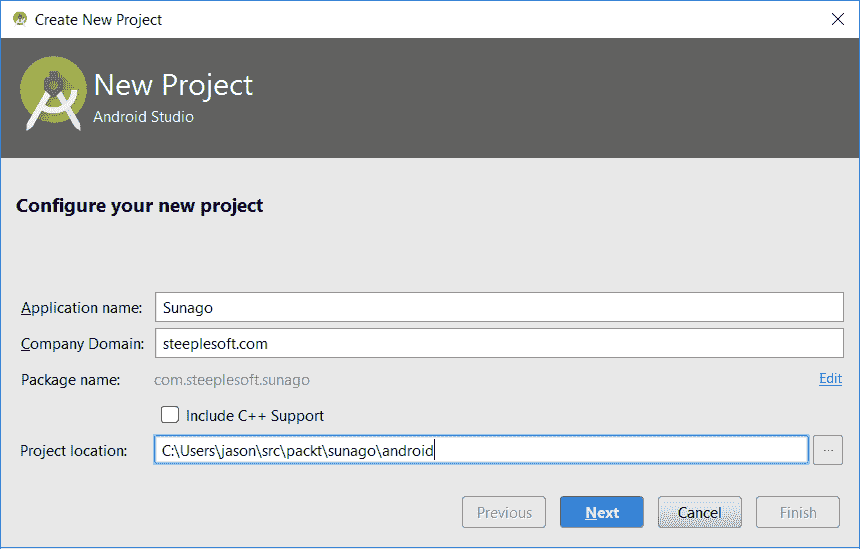 Create New Project
New Project
Android Studio
Configure your new project
Application name: Sunago
Company Domain: steeplesoft.com
Package name: com.steeplesoft.sunago Edit
Include C++ Support
Project location: C:\Users\jason\src\packt\sunago\android ...
Previous Next Cancel Finish